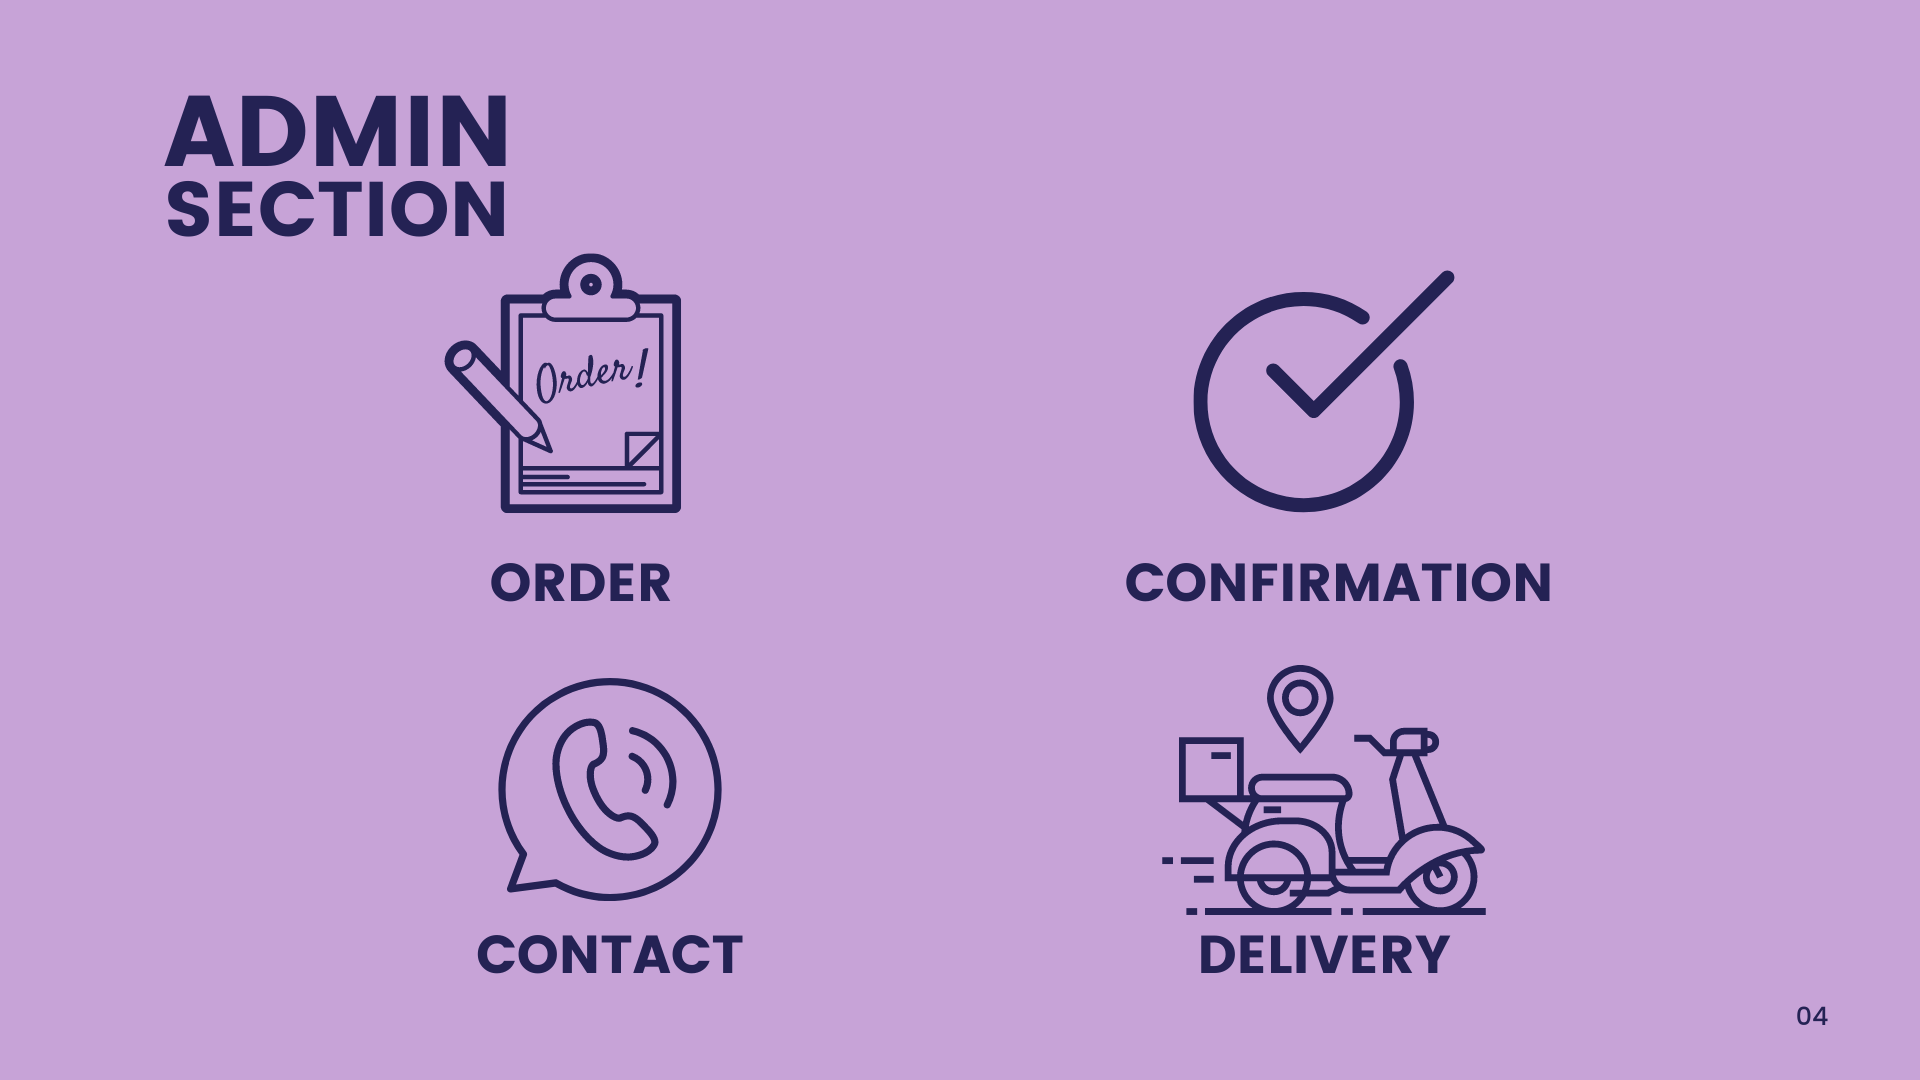 ADMIN
SECTION
Order!
ORDER
CONFIRMATION
CONTACT
DELIVERY
04